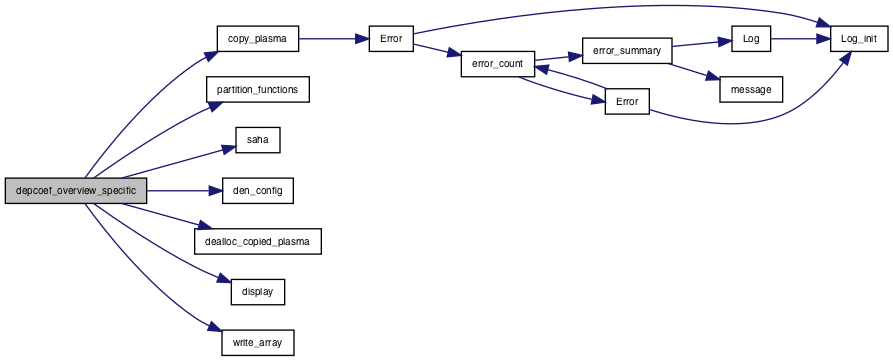 depcoef_overview_specific
copy_plasma
partition_functions
saha
den_config
dealloc_copied_plasma
display
write_array
Error
error_count
error_summary
Error
Log
message
Log_init